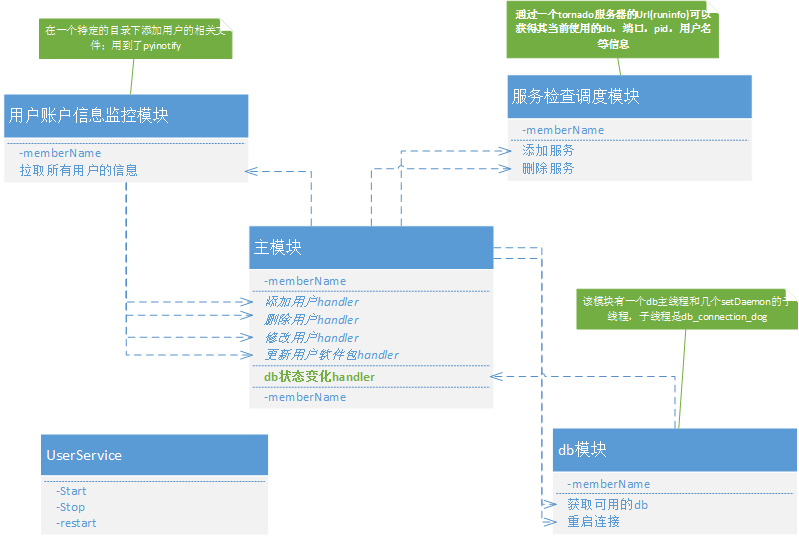 在一个特定的目录下添加用户的相关文
件；用到了pyinotify
通过一个tornado服务器的Url(runinfo)可以
获得其当前使用的db，端口，pid，用户名
等信息
用户账户信息监控模块
-memberName
拉取所有用户的信息
服务检查调度模块
-memberName
添加服务
删除服务
主模块
-memberName
添加用户handler
删除用户handler
修改用户handler
更新用户软件包handler
db状态变化handler
-memberName
该模块有一个db主线程和几个setDaemon的子
线程，子线程是db_connection_dog
UserService
-Start
-Stop
-restart
db模块
-memberName
获取可用的db
重启连接